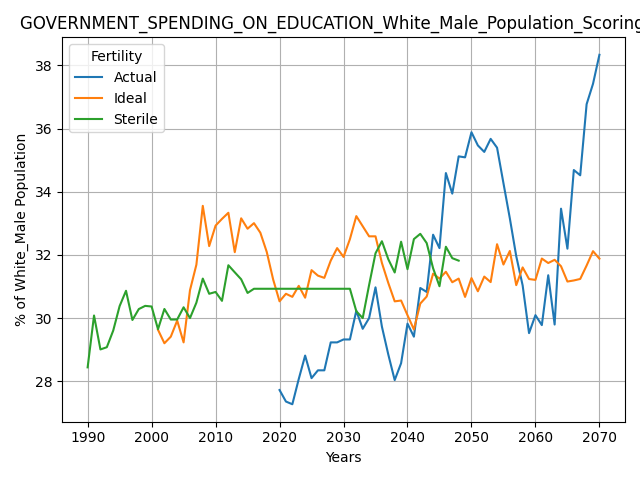 GOVERNMENT_SPENDING_ON_EDUCATION_White_Male_Population_Scoring
Fertility
Actual
Ideal
Sterile
% of White_Male Population
38
36
34
32
30
28
1990 2000 2010 2020 2030 2040 2050 2060 2070
Years